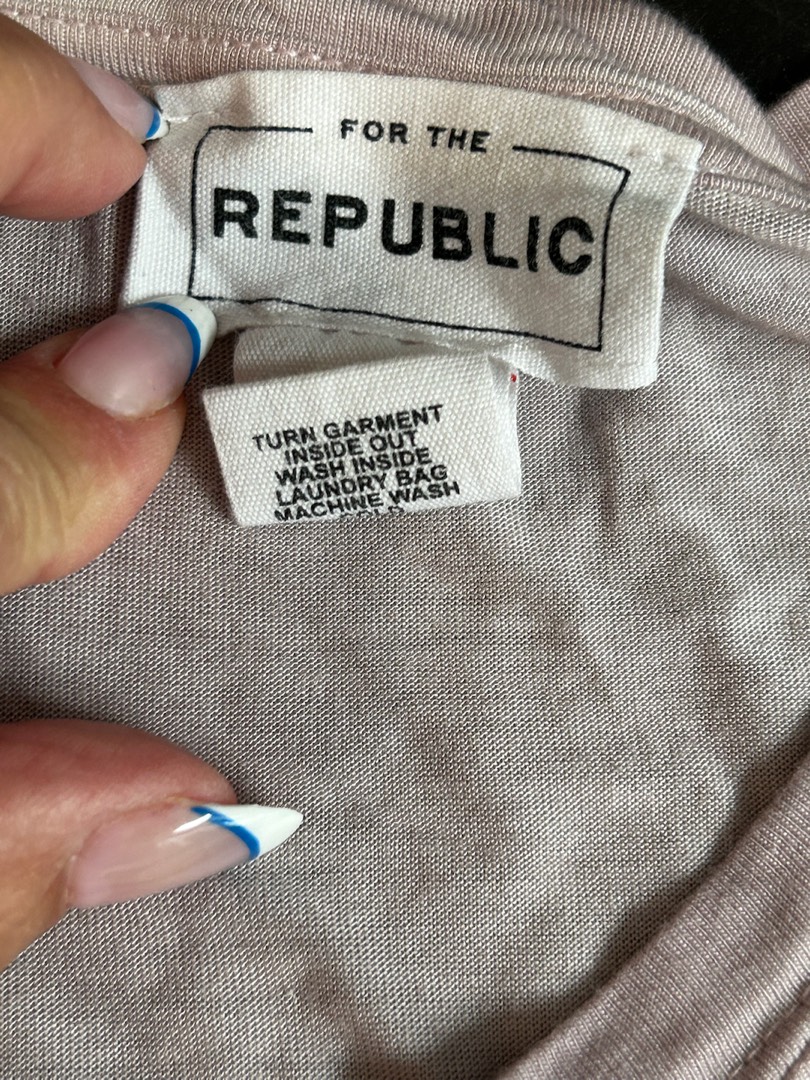 FOR THE
REPUBLIC
TURN GARMENT
INSIDE OUT
WASH INSIDE
LAUNDRY BAG
MACHINE WASH